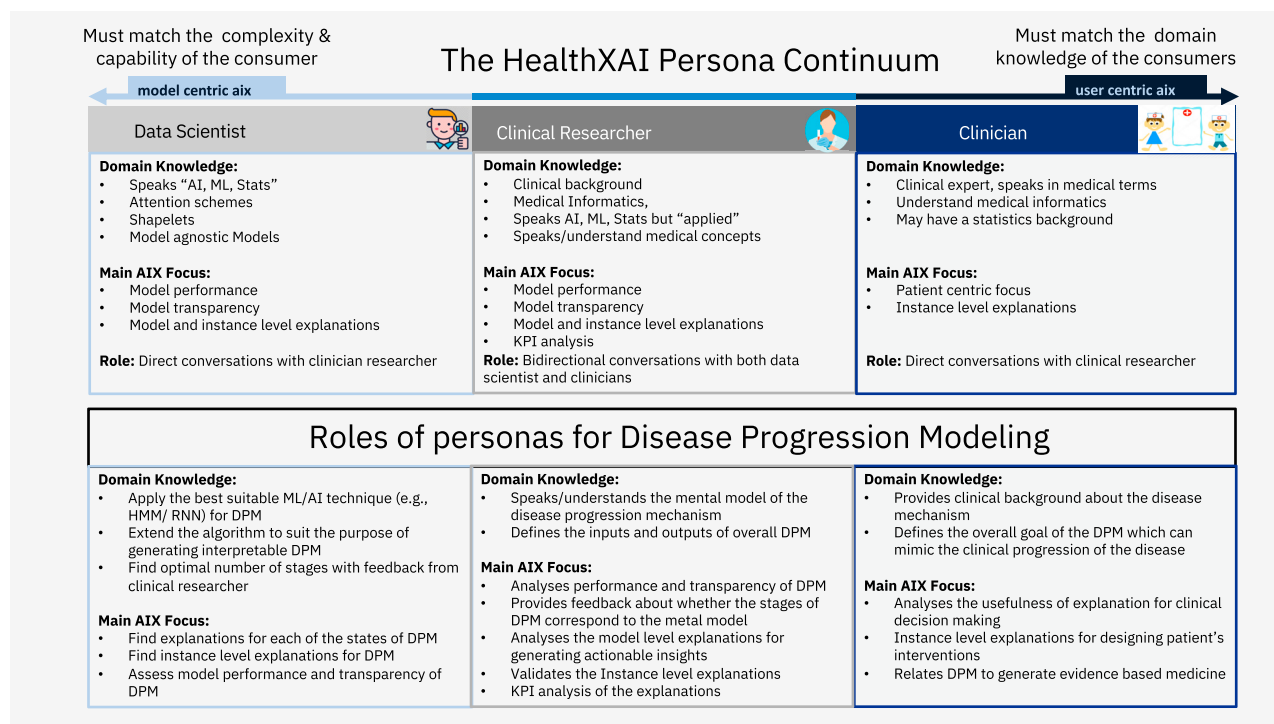 Must match the complexity &
capability of the consumer
The HealthXAI Persona Continuum
Must match the domain
knowledge of the consumers
model centric aix
user centric aix
Data Scientist
Clinical Researcher
Clinician
Domain Knowledge:
• Speaks “AI, ML, Stats”
• Attention schemes
• Shapelets
• Model agnostic Models
Main AIX Focus:
• Model performance
• Model transparency
• Model and instance level explanations
Role: Direct conversations with clinician researcher
Domain Knowledge:
• Clinical background
• Medical Informatics,
• Speaks AI, ML, Stats but “applied”
• Speaks/understand medical concepts
Main AIX Focus:
• Model performance
• Model transparency
• Model and instance level explanations
• KPI analysis
Role: Bidirectional conversations with both data
scientist and clinicians
Domain Knowledge:
• Clinical expert, speaks in medical terms
• Understand medical informatics
• May have a statistics background
Main AIX Focus:
• Patient centric focus
• Instance level explanations
Role: Direct conversations with clinical researcher
Roles of personas for Disease Progression Modeling
Domain Knowledge:
• Apply the best suitable ML/AI technique (e.g.,
HMM/ RNN) for DPM
• Extend the algorithm to suit the purpose of
generating interpretable DPM
• Find optimal number of stages with feedback from
clinical researcher
Main AIX Focus:
• Find explanations for each of the states of DPM
• Find instance level explanations for DPM
• Assess model performance and transparency of
DPM
Domain Knowledge:
• Speaks/understands the mental model of the
disease progression mechanism
• Defines the inputs and outputs of overall DPM
Main AIX Focus:
• Analyses performance and transparency of DPM
• Provides feedback about whether the stages of
DPM correspond to the metal model
• Analyses the model level explanations for
generating actionable insights
• Validates the Instance level explanations
• KPI analysis of the explanations
Domain Knowledge:
• Provides clinical background about the disease
mechanism
• Defines the overall goal of the DPM which can
mimic the clinical progression of the disease
Main AIX Focus:
• Analyses the usefulness of explanation for clinical
decision making
• Instance level explanations for designing patient’s
interventions
• Relates DPM to generate evidence based medicine